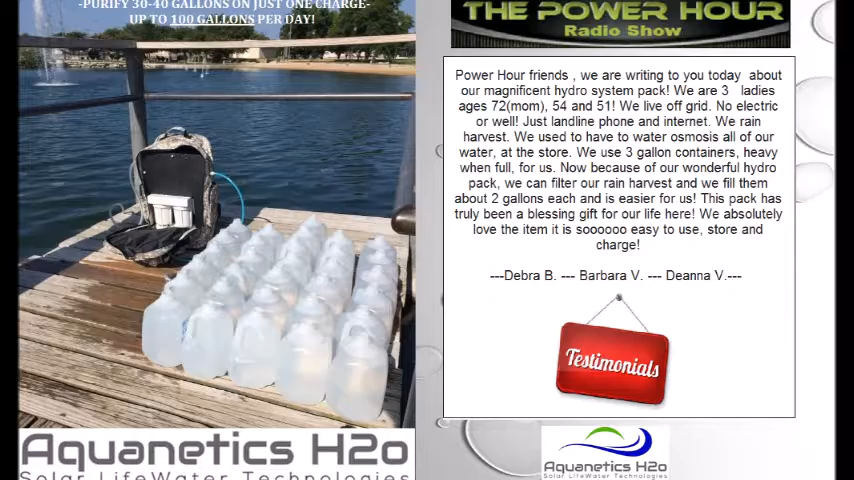 -PURIFY 30-40 GALLONS ON JUST ONE CHARGE-
UP TO 100 GALLONS PER DAY!
Aquanetics H2o
Solar LifeWater Technologies
THE POWER HOUR
Radio Show
Power Hour friends , we are writing to you today about
our magnificent hydro system pack! We are 3 ladies
ages 72(mom), 54 and 51! We live off grid. No electric
or well! Just landline phone and internet. We rain
harvest. We used to have to water osmosis all of our
water, at the store. We use 3 gallon containers, heavy
when full, for us. Now because of our wonderful hydro
pack, we can filter our rain harvest and we fill them
about 2 gallons each and is easier for us! This pack has
truly been a blessing gift for our life here! We absolutely
love the item it is soooooo easy to use, store and
charge!
---Debra B. --- Barbara V. --- Deanna V.---
Testimonials
Aquanetics H2o
Solar LifeWater Technologies